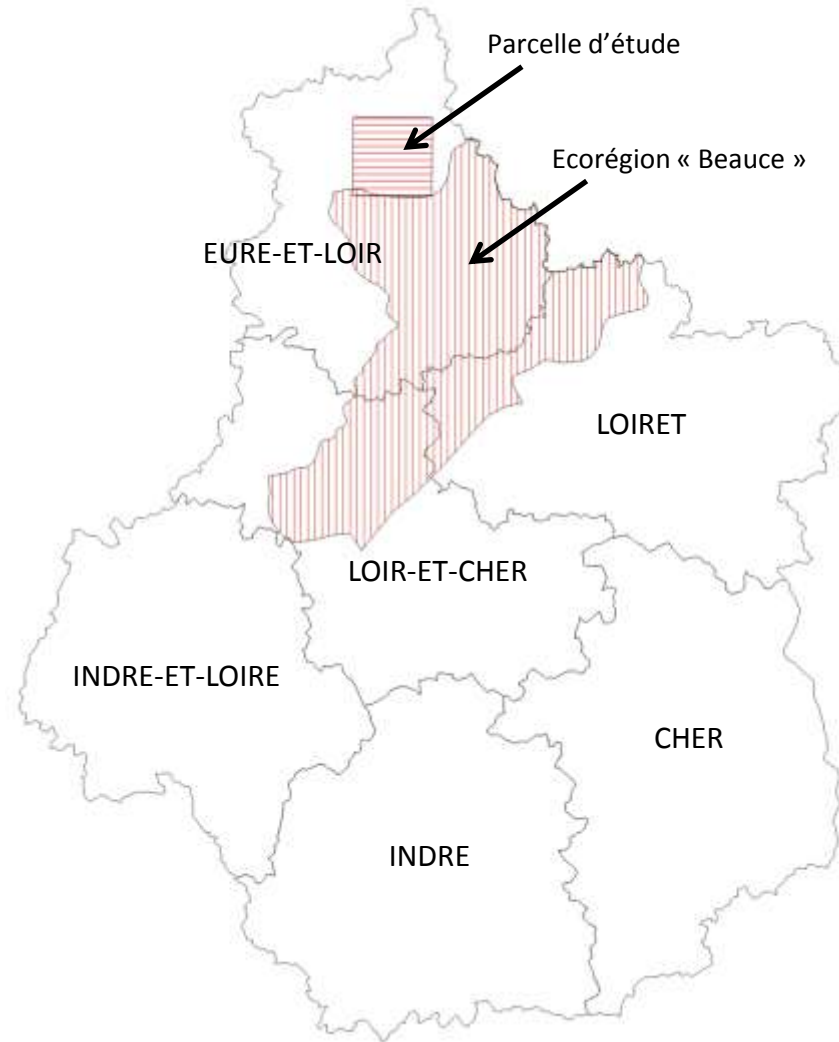 Parcelle d'étude
Ecorégion « Beauce »
EURE-ET-LOIR
LOIRET
LOIR-ET-CHER
INDRE-ET-LOIRE
CHER
INDRE